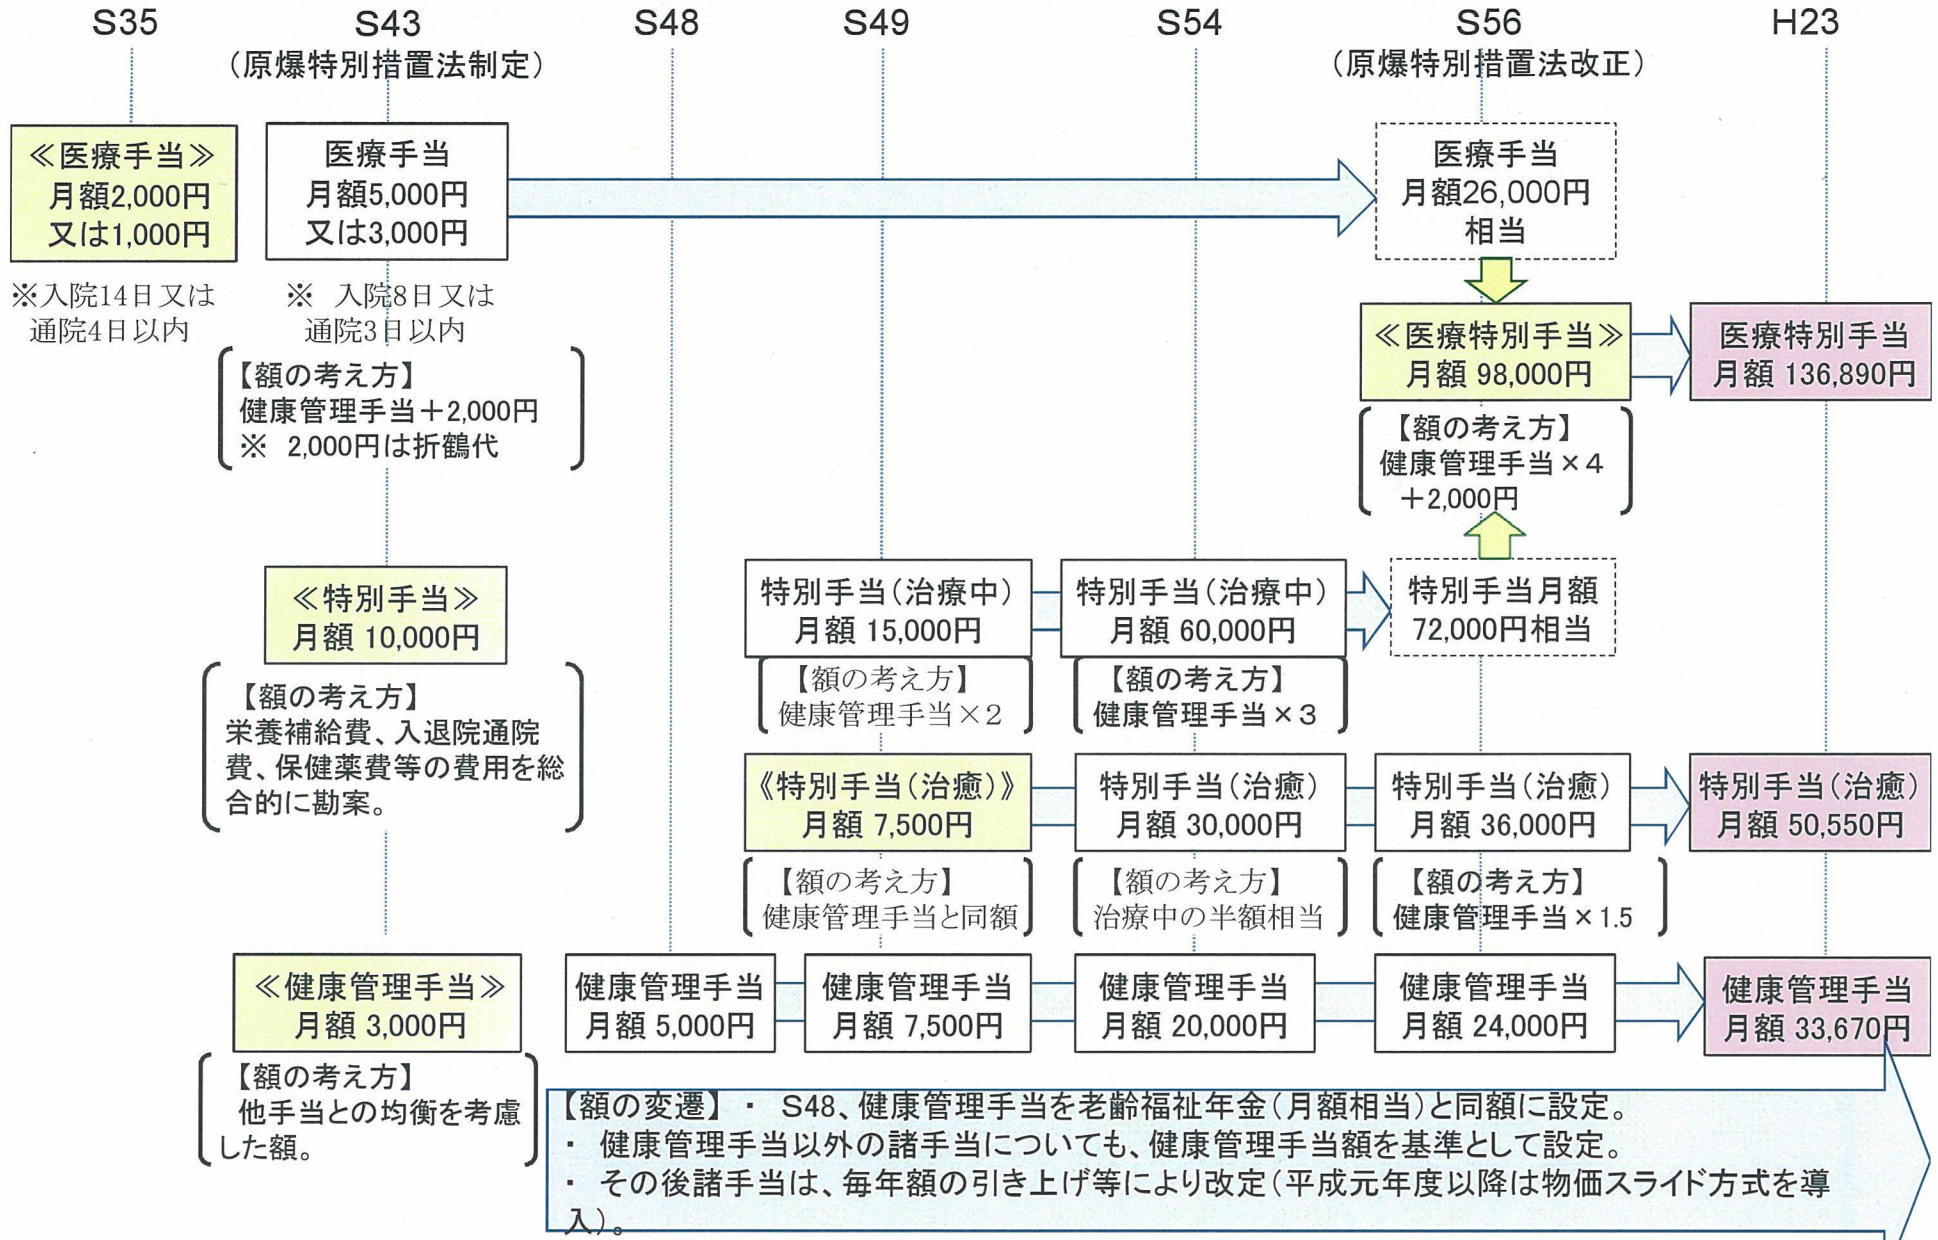 S35
S43
(原爆特別措置法制定)
S48
S49
S54
S56
(原爆特別措置法改正)
H23
≪医療手当≫
月額2,000円
又は1,000円
※入院14日又は
通院4日以内
医療手当
月額5,000円
又は3,000円
※ 入院8日又は
通院3日以内
【額の考え方】
健康管理手当+2,000円
※ 2,000円は折鶴代
医療手当
月額26,000円
相当
≪医療特別手当≫
月額 98,000円
【額の考え方】
健康管理手当×4
+2,000円
医療特別手当
月額 136,890円
≪特別手当≫
月額 10,000円
【額の考え方】
栄養補給費、入退院通院
費、保健薬費等の費用を総
合的に勘案。
特別手当(治療中)
月額 15,000円
【額の考え方】
健康管理手当×2
特別手当(治療中)
月額 60,000円
【額の考え方】
健康管理手当×3
特別手当月額
72,000円相当
《特別手当(治癒)》
月額 7,500円
【額の考え方】
健康管理手当と同額
特別手当(治癒)
月額 30,000円
【額の考え方】
治療中の半額相当
特別手当(治癒)
月額 36,000円
【額の考え方】
健康管理手当×1.5
特別手当(治癒)
月額 50,550円
≪健康管理手当≫
月額 3,000円
【額の考え方】
他手当との均衡を考慮
した額。
健康管理手当
月額 5,000円
健康管理手当
月額 7,500円
健康管理手当
月額 20,000円
健康管理手当
月額 24,000円
健康管理手当
月額 33,670円
【額の変遷】・ S48、健康管理手当を老齢福祉年金(月額相当)と同額に設定。
・ 健康管理手当以外の諸手当についても、健康管理手当額を基準として設定。
・ その後諸手当は、毎年額の引き上げ等により改定(平成元年度以降は物価スライド方式を導
入)。